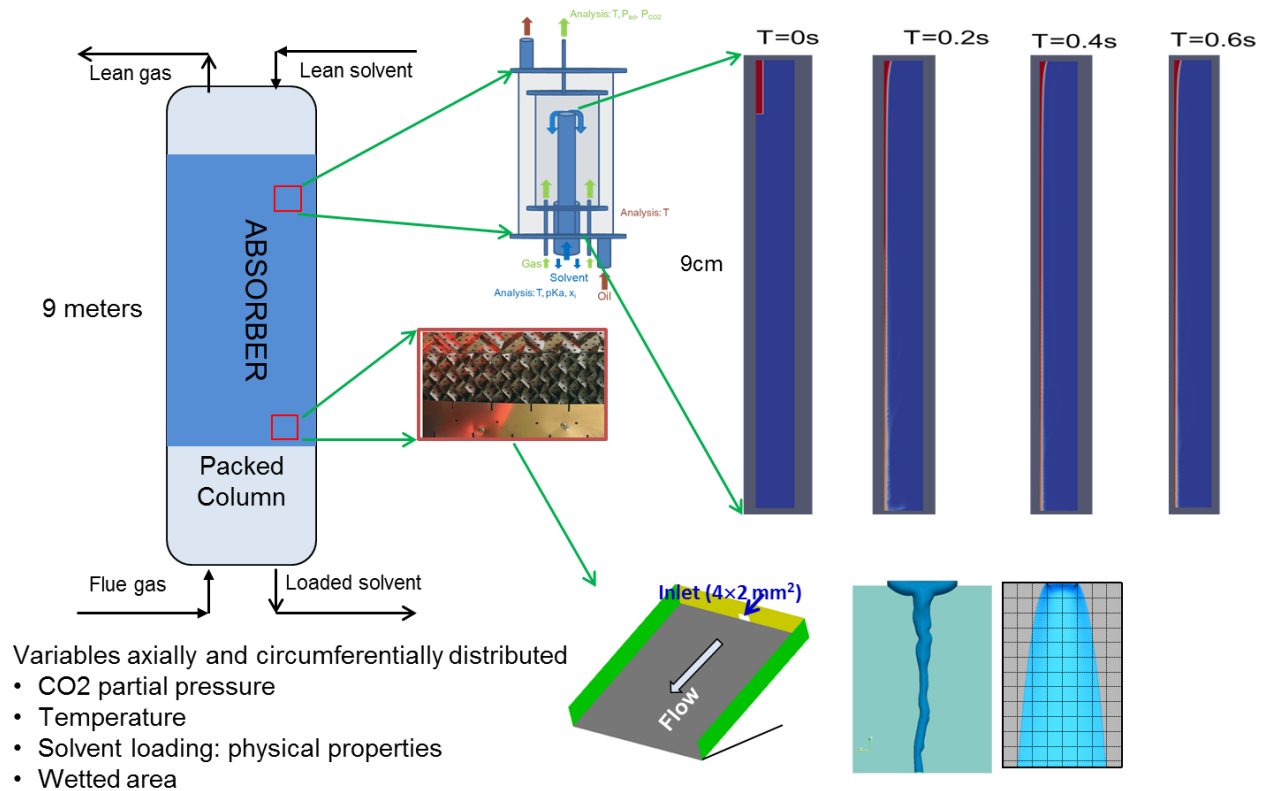 Lean gas
Lean solvent
ABSORBER
9 meters
Packed
Column
Flue gas
Loaded solvent
Analysis: T, Ptot, PCO2
Analysis: T
Gas
Solvent
Oil
Analysis: T, pKa, xi
T=0s
T=0.2s
T=0.4s
T=0.6s
9cm
Inlet (4×2 mm²)
Flow
Variables axially and circumferentially distributed
• CO2 partial pressure
• Temperature
• Solvent loading: physical properties
• Wetted area